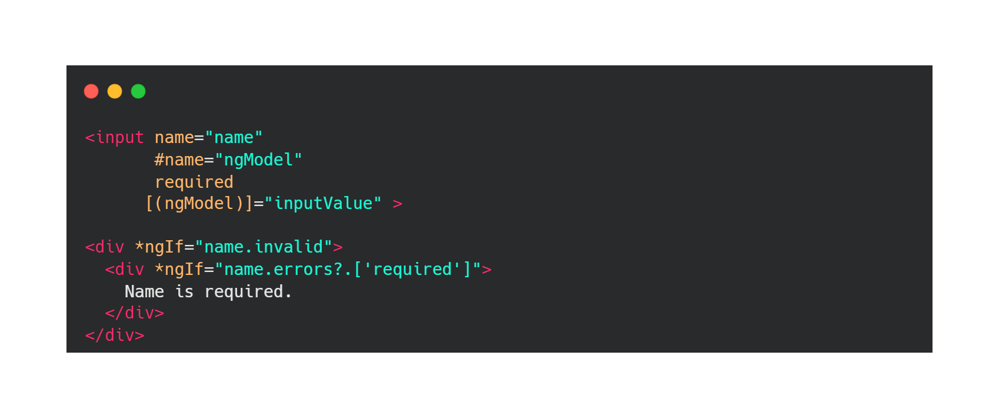 <input name="name"
       #name="ngModel"
       required
      [(ngModel)]="inputValue" >

<div *ngIf="name.invalid">
  <div *ngIf="name.errors?.['required']">
    Name is required.
  </div>
</div>